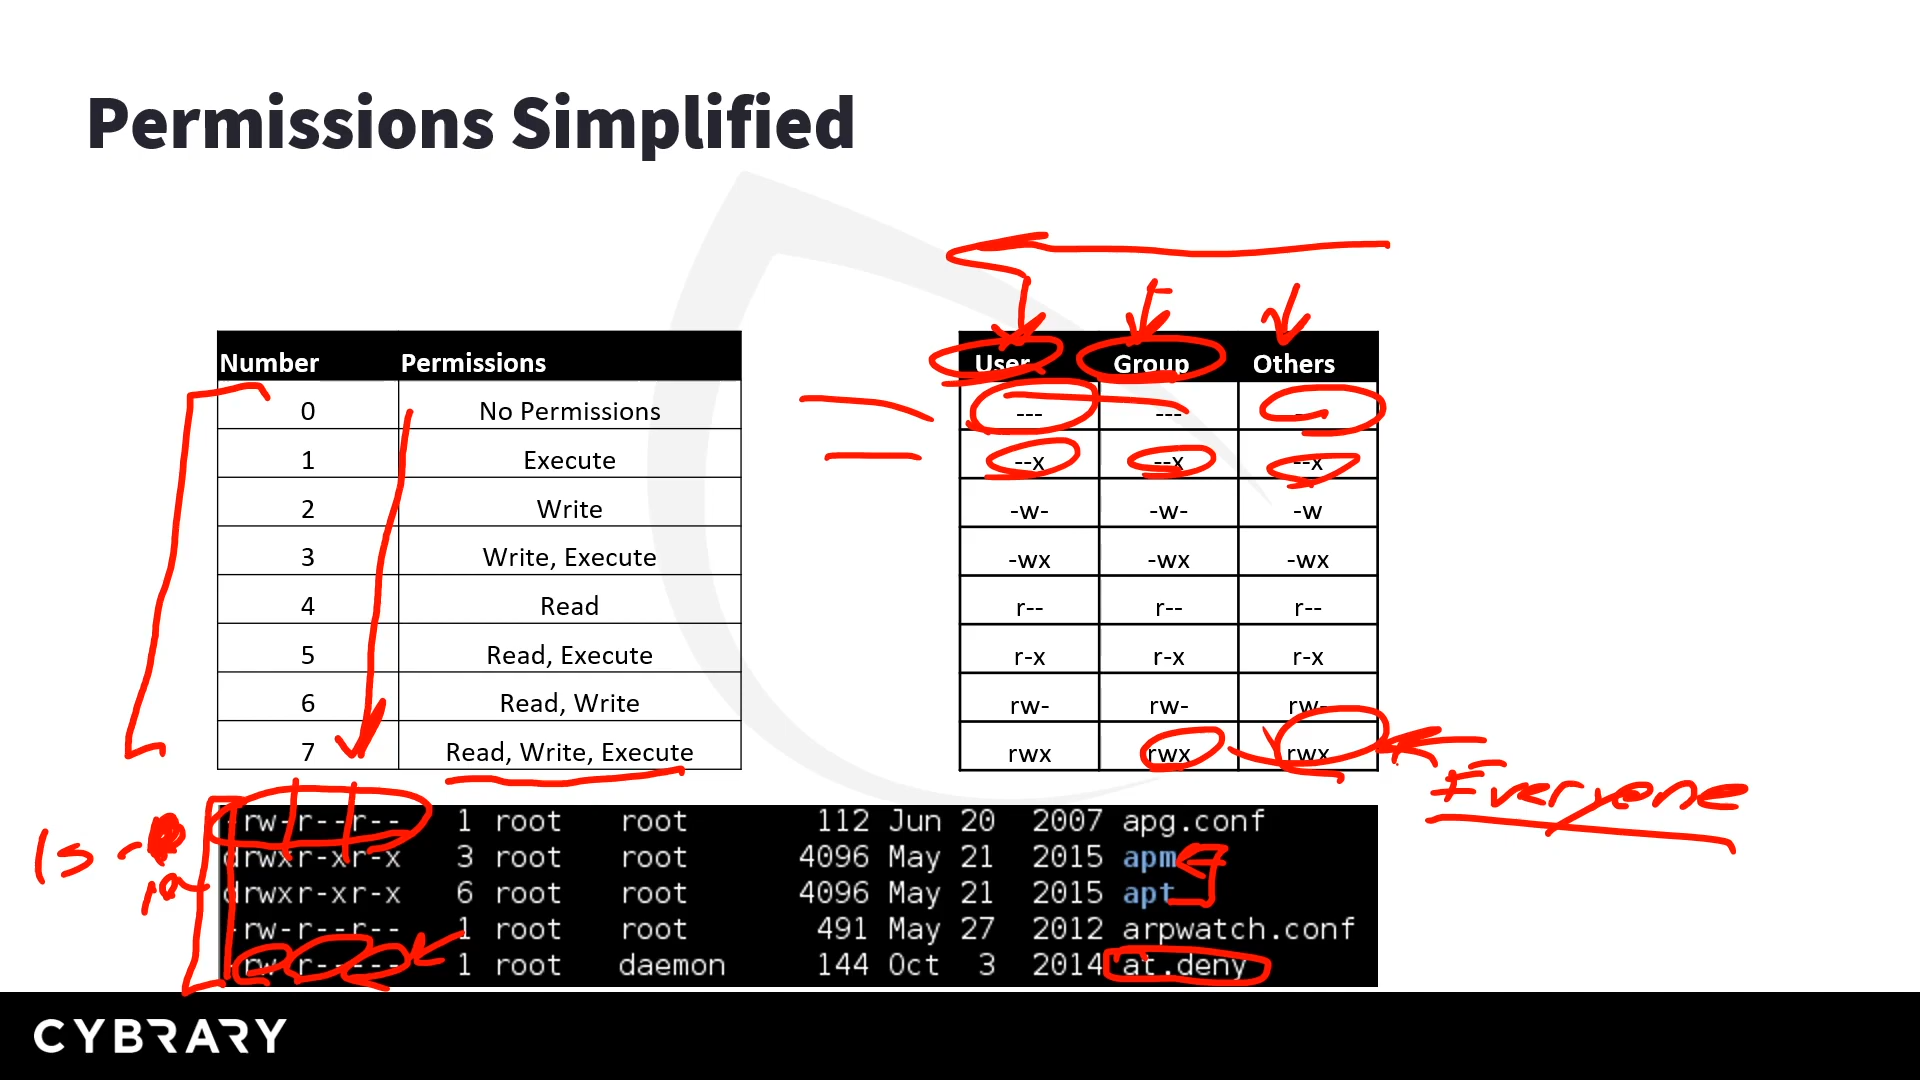 Permissions Simplified
Number Permissions
0 No Permissions
1 Execute
2 Write
3 Write, Execute
4 Read
5 Read, Execute
6 Read, Write
7 Read, Write, Execute
User Group Others
--- --- ---
--x --x --x
-w- -w- -w
-wx -wx -wx
r-- r-- r--
r-x r-x r-x
rw- rw- rw-
rwx rwx rwx
Everyone
ls -
-rw-r--r-- 1 root root 112 Jun 20 2007 apg.conf
drwxr-xr-x 3 root root 4096 May 21 2015 apm
drwxr-xr-x 6 root root 4096 May 21 2015 apt
-rw-r--r-- 1 root root 491 May 27 2012 arpwatch.conf
-rw-r----- 1 root daemon 144 Oct 3 2014 at.deny
CYBRARY